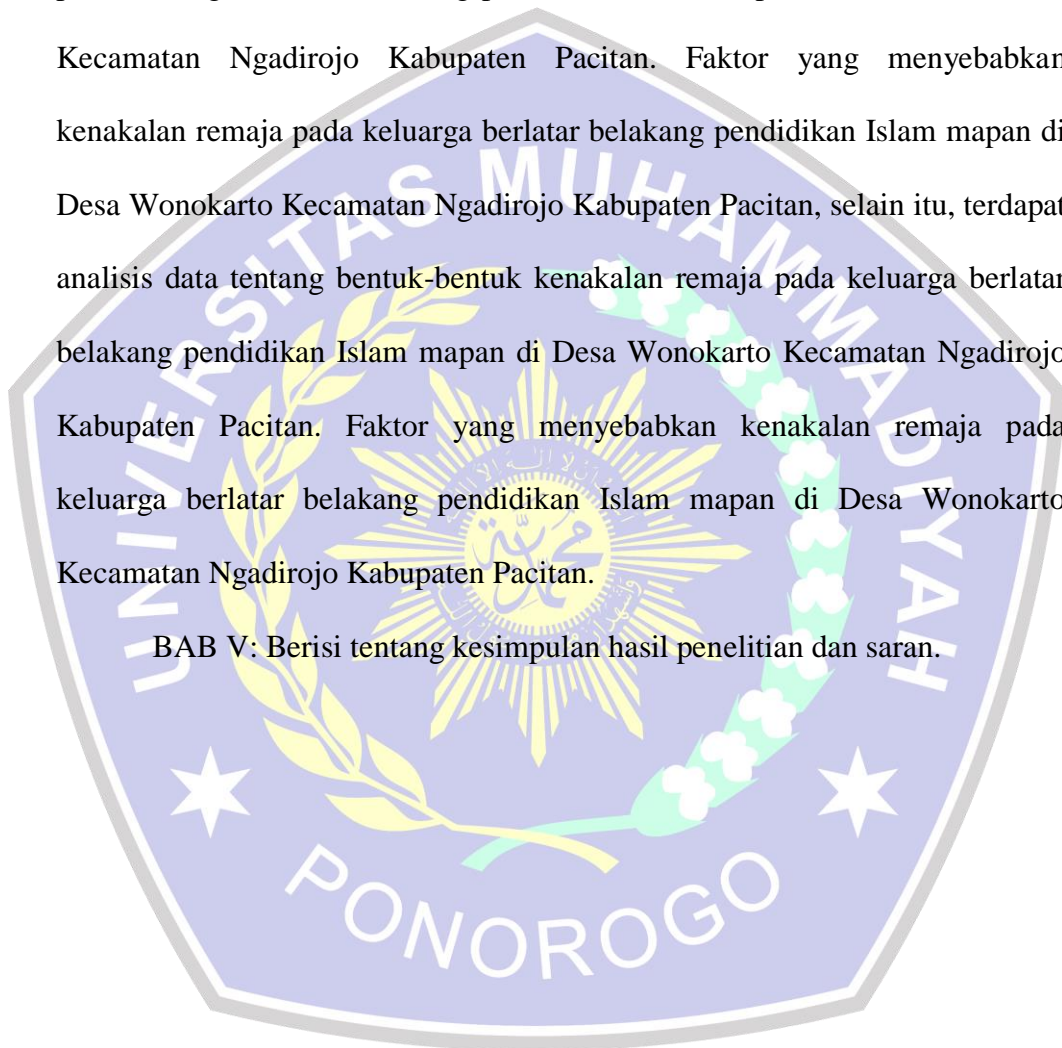 Kecamatan Ngadirojo Kabupaten Pacitan. Faktor yang menyebabkan
kenakalan remaja pada keluarga berlatar belakang pendidikan Islam mapan di
Desa Wonokarto Kecamatan Ngadirojo Kabupaten Pacitan, selain itu, terdapat
analisis data tentang bentuk-bentuk kenakalan remaja pada keluarga berlatar
belakang pendidikan Islam mapan di Desa Wonokarto Kecamatan Ngadirojo
Kabupaten Pacitan. Faktor yang menyebabkan kenakalan remaja pada
keluarga berlatar belakang pendidikan Islam mapan di Desa Wonokarto
Kecamatan Ngadirojo Kabupaten Pacitan.
BAB V: Berisi tentang kesimpulan hasil penelitian dan saran.
UNIVERSITAS MUHAMMADIYAH
PONOROGO